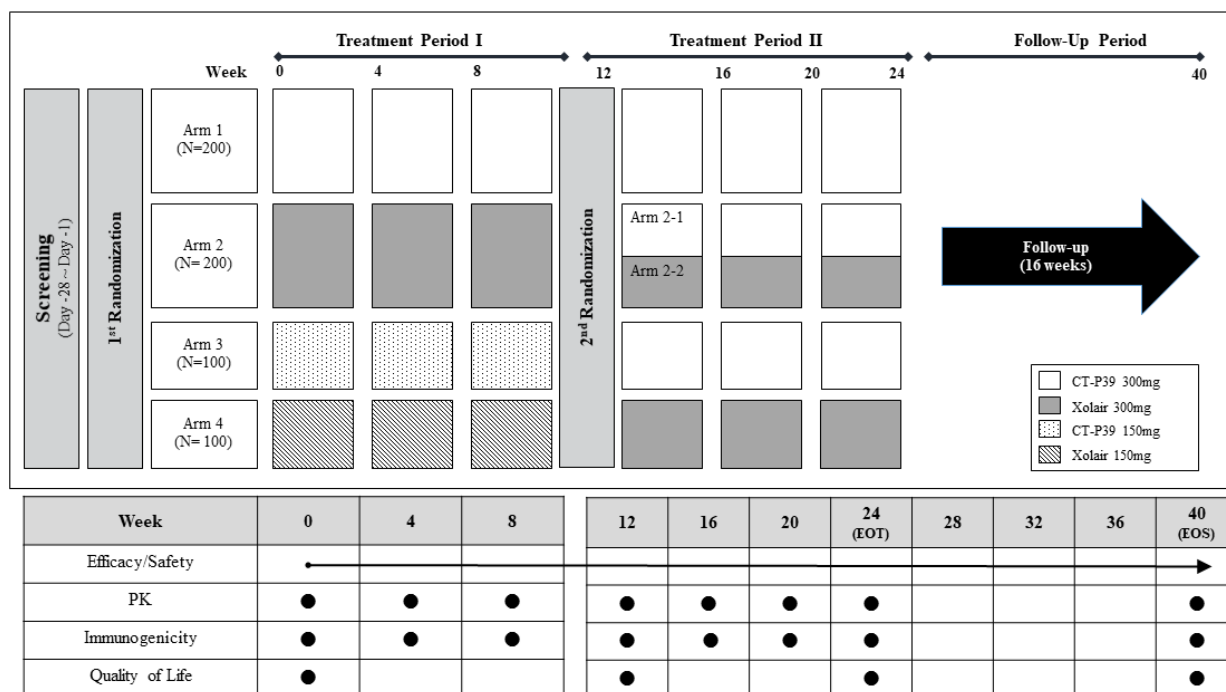 Treatment Period I
Treatment Period II
Follow-Up Period
Week 0 4 8 12 16 20 24 40
Screening
(Day -28 ~ Day -1)
1st Randomization
Arm 1
(N=200)
Arm 2
(N= 200)
Arm 3
(N=100)
Arm 4
(N= 100)
2nd Randomization
Arm 2-1
Arm 2-2
Follow-up
(16 weeks)
CT-P39 300mg
Xolair 300mg
CT-P39 150mg
Xolair 150mg
Week 0 4 8 12 16 20 24 28 32 36 40
(EOT) (EOS)
Efficacy/Safety
PK
Immunogenicity
Quality of Life